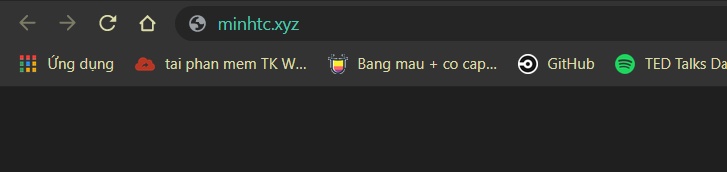 minhtc.xyz
Ứng dụng tai phan mem TK W... Bang mau + co cap... GitHub TED Talks Da